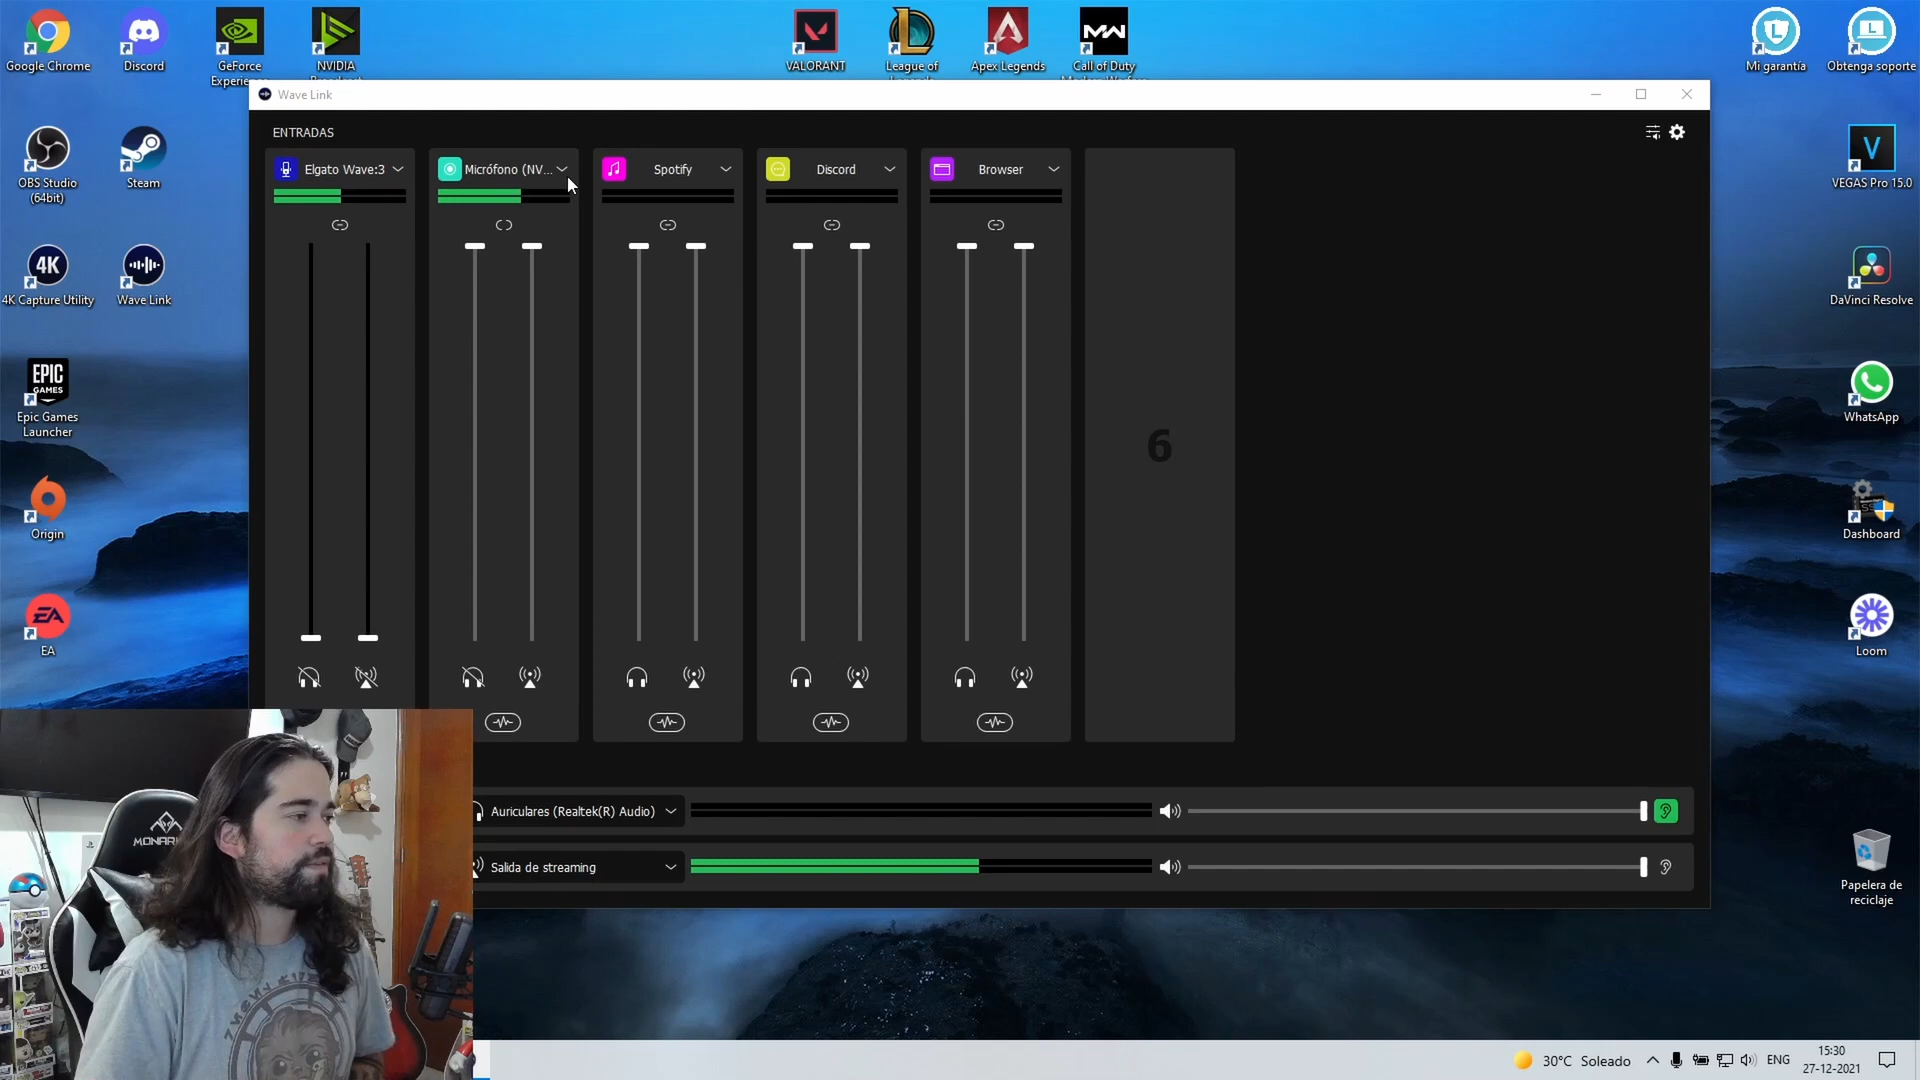 Google Chrome
Discord
GeForce
NVIDIA
VALORANT
League of
Apex Legends
Call of Duty
Mi garantía
Obtenga soporte
Wave Link
ENTRADAS
Elgato Wave:3
Micrófono (NV...
Spotify
Discord
Browser
6
OBS Studio
(64bit)
Steam
4K
4K Capture Utility
Wave Link
EPIC
GAMES
Epic Games
Launcher
Origin
EA
EA
V
VEGAS Pro 15.0
DaVinci Resolve
WhatsApp
Dashboard
Loom
Papelera de
reciclaje
Auriculares (Realtek(R) Audio)
Salida de streaming
30°C Soleado
ENG
15:30
27-12-2021